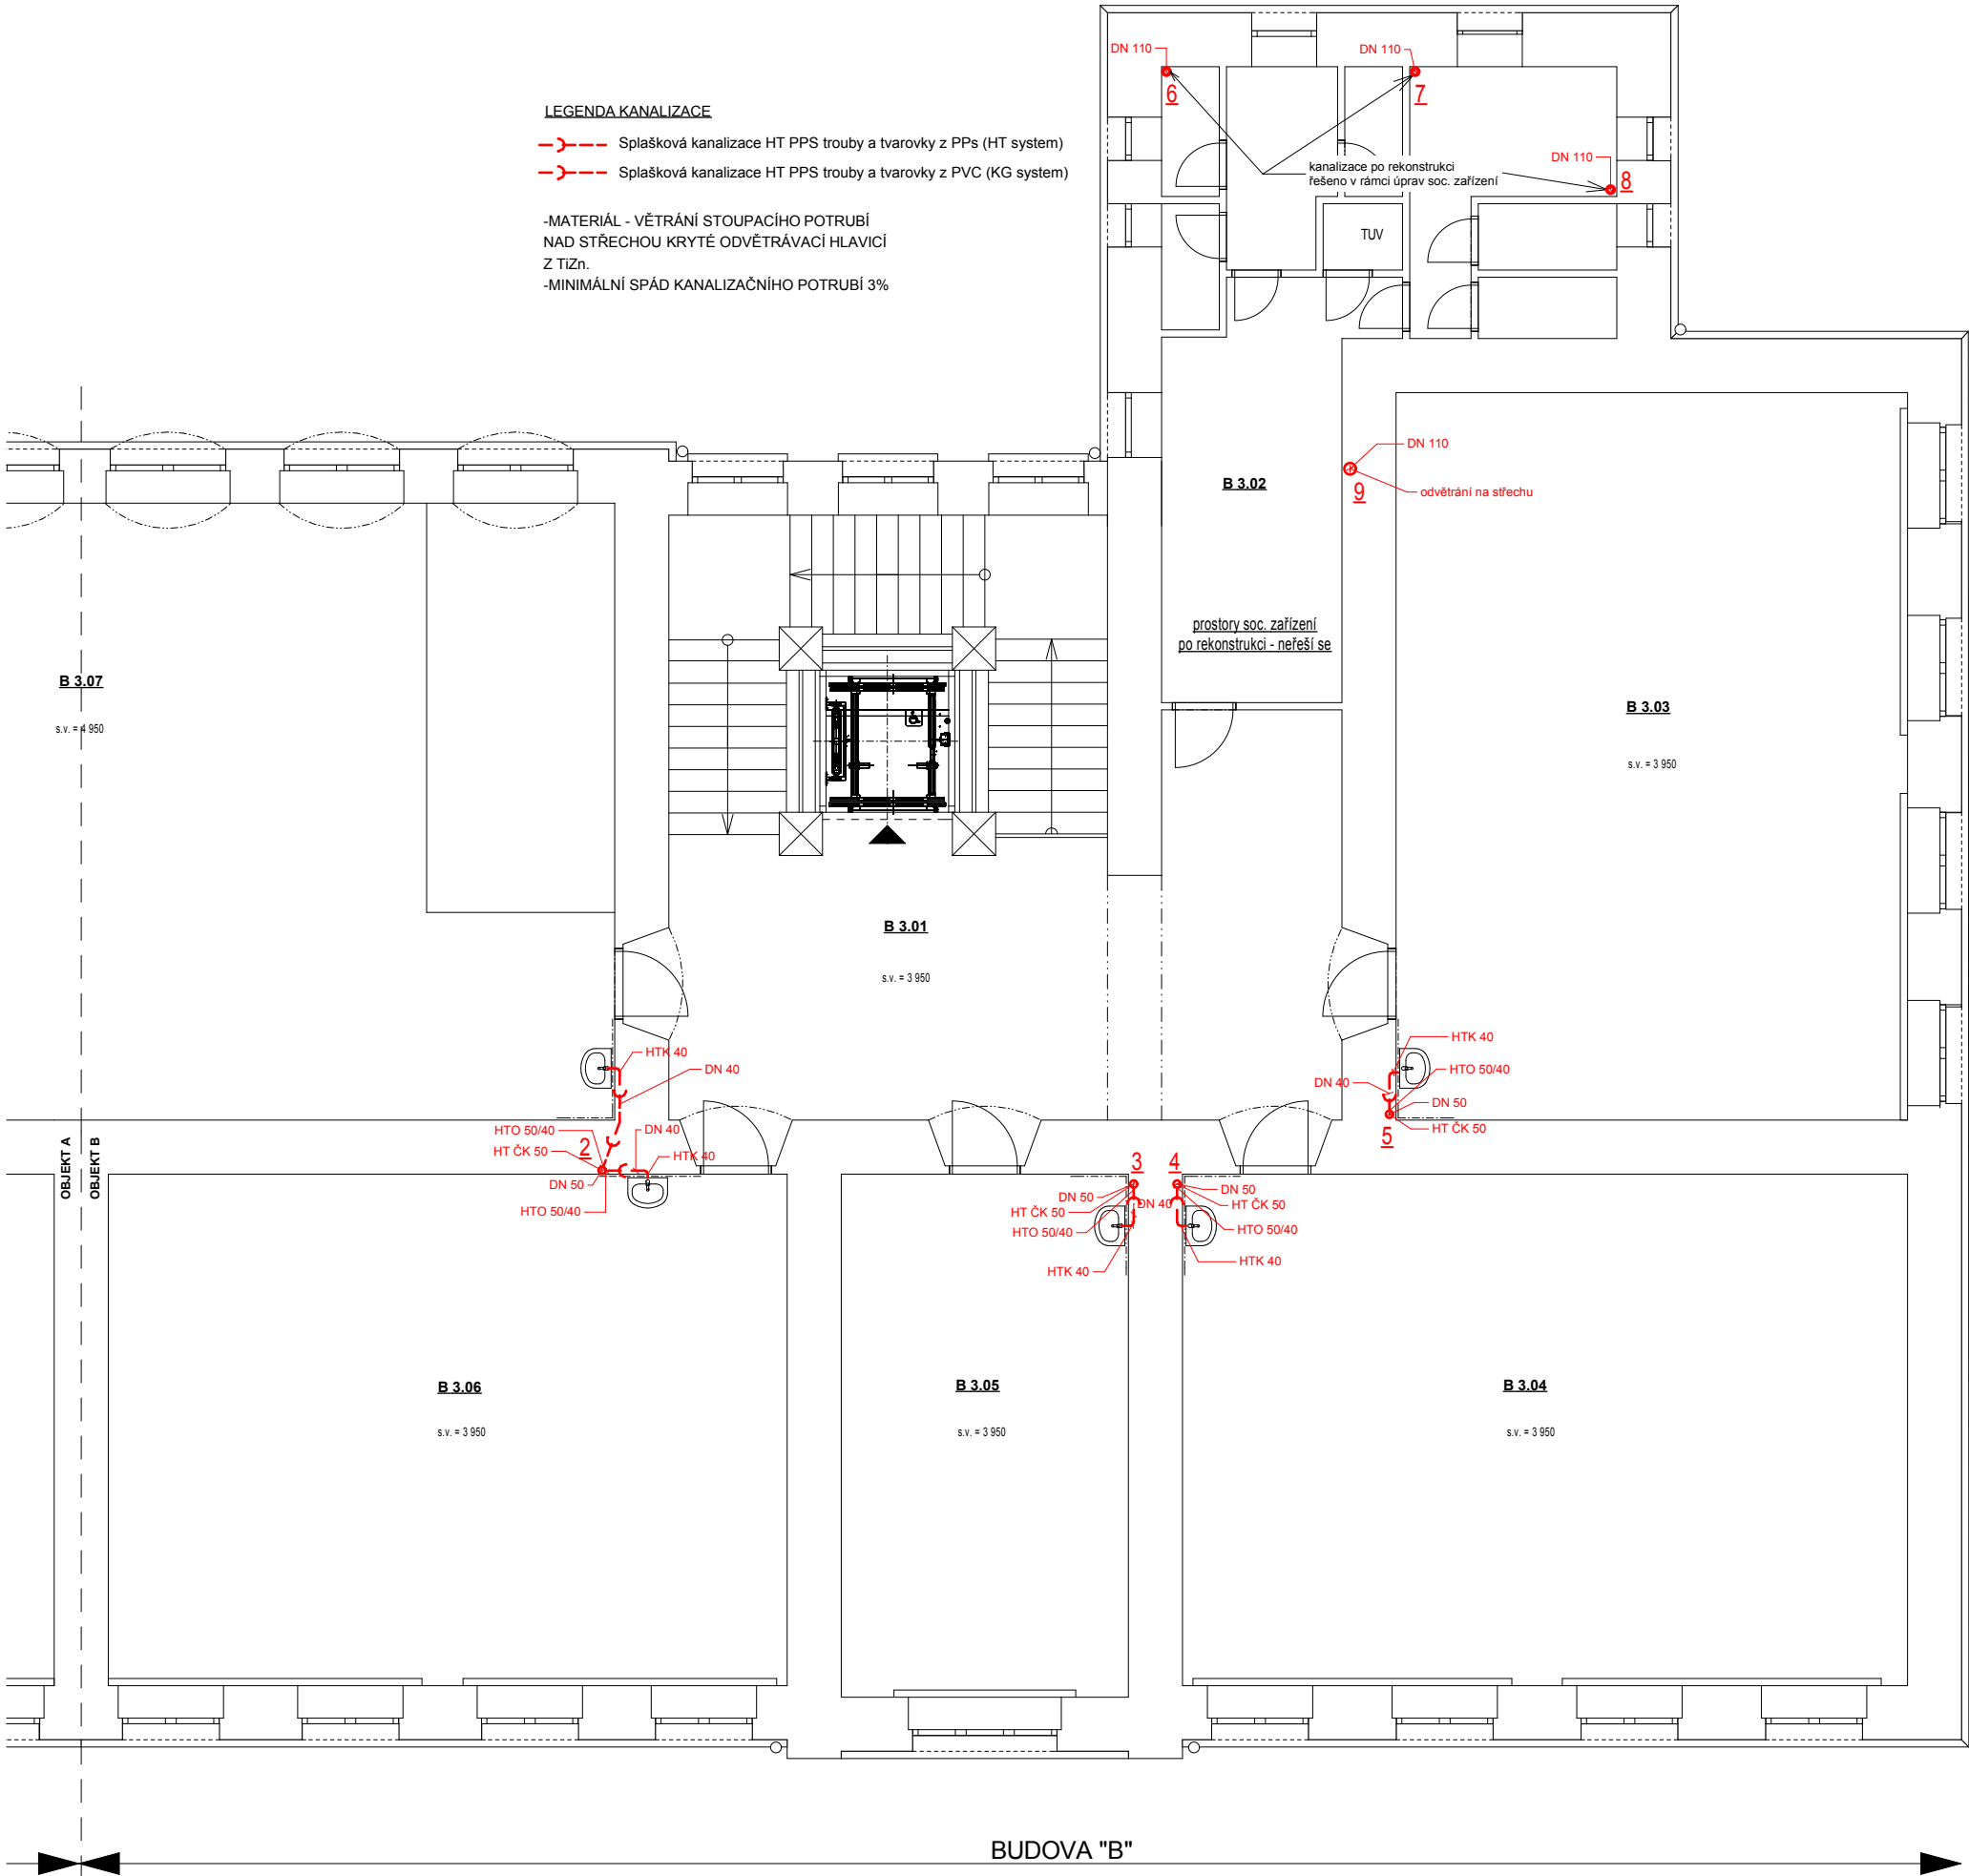 DN 110
DN 110
6
7
LEGENDA KANALIZACE
Splašková kanalizace HT PPS trouby a tvarovky z PPs (HT system)
Splašková kanalizace HT PPS trouby a tvarovky z PVC (KG system)
DN 110
kanalizace po rekonstrukci
řešeno v rámci úprav soc. zařízení
8
-MATERIÁL - VĚTRÁNÍ STOUPACÍHO POTRUBÍ
NAD STŘECHOU KRYTÉ ODVĚTRÁVACÍ HLAVICÍ
Z TiZn.
-MINIMÁLNÍ SPÁD KANALIZAČNÍHO POTRUBÍ 3%
TUV
DN 110
B 3.02
9
odvětrání na střechu
prostory soc. zařízení
po rekonstrukci - neřeší se
B 3.07
s.v. = 4 950
B 3.03
s.v. = 3 950
B 3.01
s.v. = 3 950
HTK 40
DN 40
HTK 40
HTO 50/40
DN 40
DN 50
HT ČK 50
5
OBJEKT A
OBJEKT B
HTO 50/40
HT ČK 50
2
DN 40
HTK 40
DN 50
HTO 50/40
3
4
DN 50
HT ČK 50
HTO 50/40
DN 40
HTK 40
DN 50
HT ČK 50
HTO 50/40
HTK 40
B 3.06
s.v. = 3 950
B 3.05
s.v. = 3 950
B 3.04
s.v. = 3 950
BUDOVA "B"